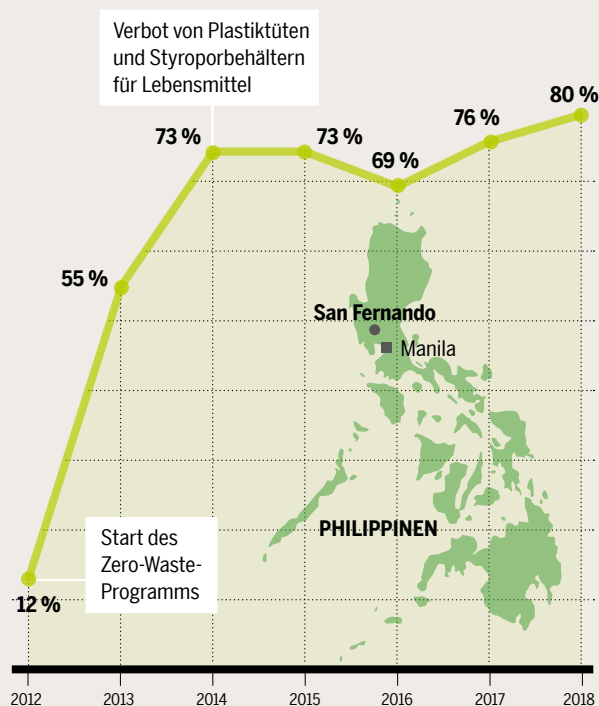 Verbot von Plastiktüten
und Styroporbehältern
für Lebensmittel
80 %
76 %
73 %
73 %
69 %
55 %
San Fernando
Manila
PHILIPPINEN
Start des
Zero-Waste-
Programms
12 %
2012 2013 2014 2015 2016 2017 2018